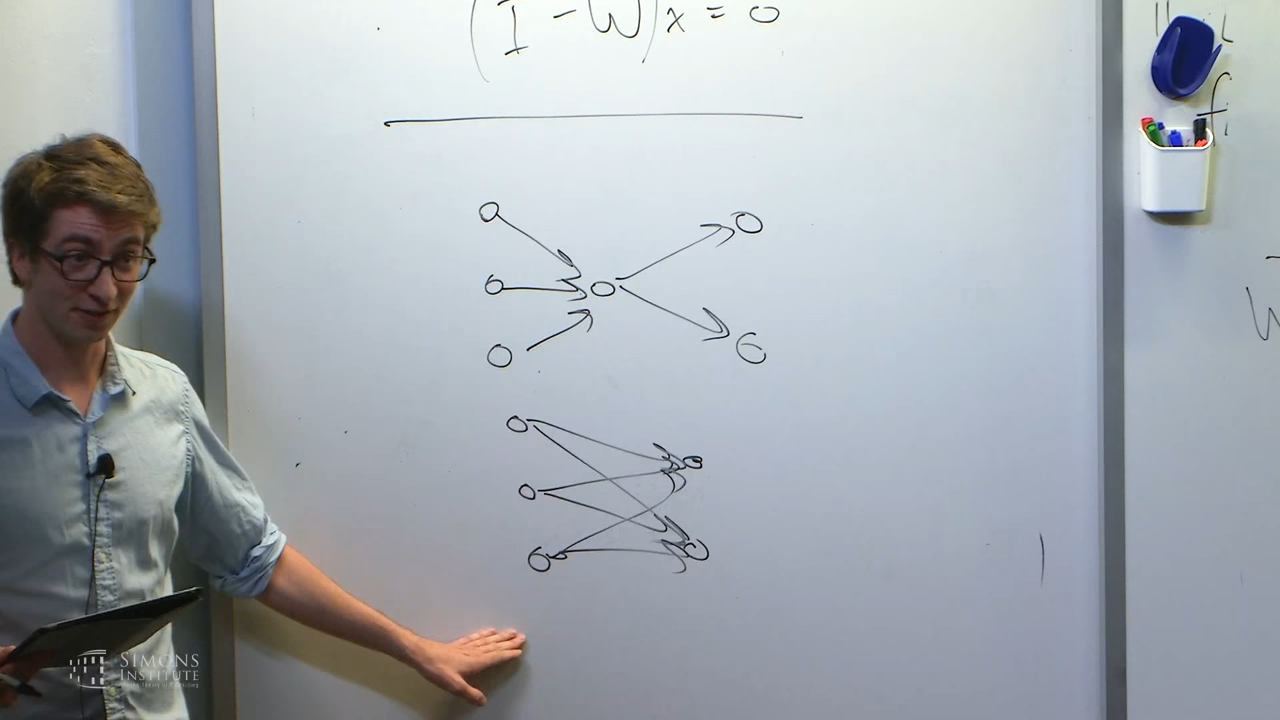 (I - W)x = 0
SIMONS
INSTITUTE